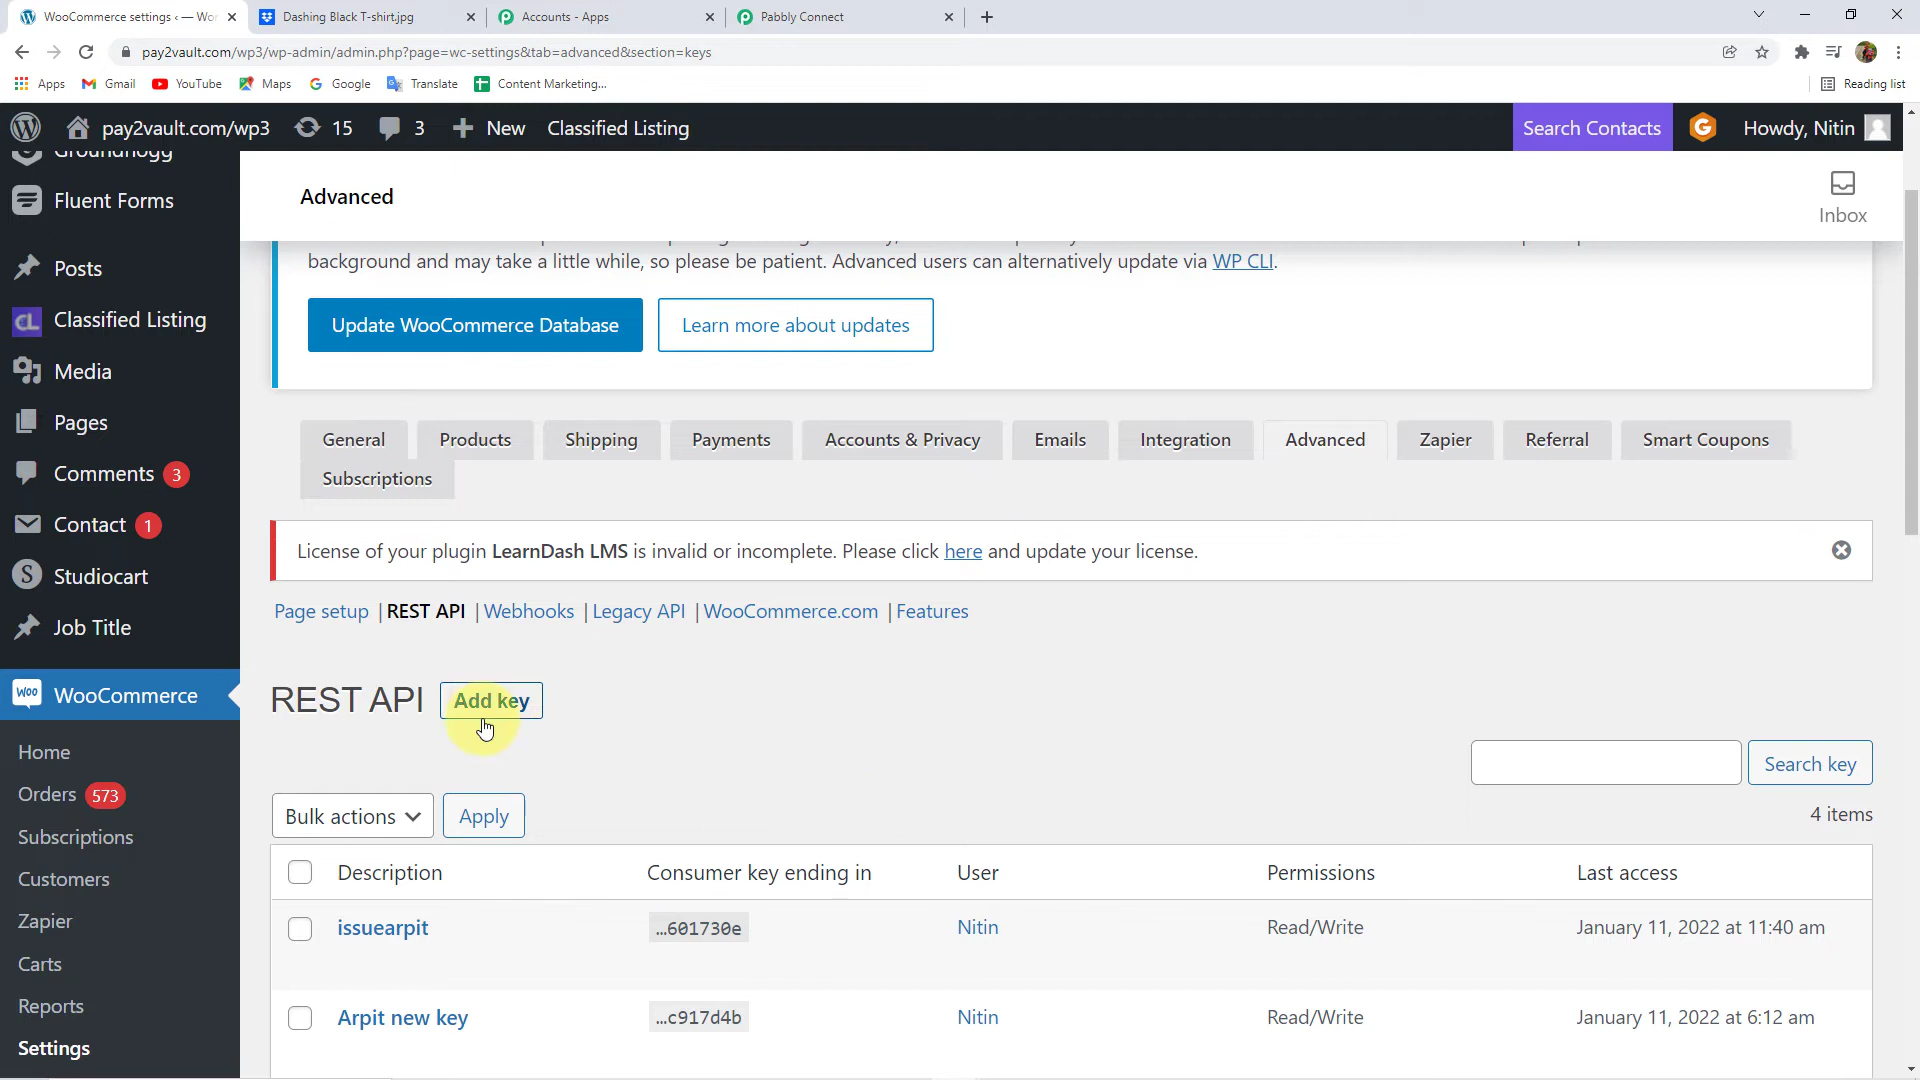 WooCommerce settings ‹ — Wor
Dashing Black T-shirt.jpg
Accounts - Apps
Pabbly Connect
pay2vault.com/wp3/wp-admin/admin.php?page=wc-settings&tab=advanced&section=keys
Apps
Gmail
YouTube
Maps
Google
Translate
Content Marketing...
Reading list
pay2vault.com/wp3
15
3
New
Classified Listing
Search Contacts
Howdy, Nitin
Groundhogg
Fluent Forms
Posts
Classified Listing
Media
Pages
Comments 3
Contact 1
Studiocart
Job Title
WooCommerce
Home
Orders 573
Subscriptions
Customers
Zapier
Carts
Reports
Settings
Advanced
Inbox
background and may take a little while, so please be patient. Advanced users can alternatively update via WP CLI.
Update WooCommerce Database
Learn more about updates
General
Products
Shipping
Payments
Accounts & Privacy
Emails
Integration
Advanced
Zapier
Referral
Smart Coupons
Subscriptions
License of your plugin LearnDash LMS is invalid or incomplete. Please click here and update your license.
Page setup | REST API | Webhooks | Legacy API | WooCommerce.com | Features
REST API
Add key
Search key
Bulk actions
Apply
4 items
Description Consumer key ending in User Permissions Last access
issuearpit …601730e Nitin Read/Write January 11, 2022 at 11:40 am
Arpit new key …c917d4b Nitin Read/Write January 11, 2022 at 6:12 am